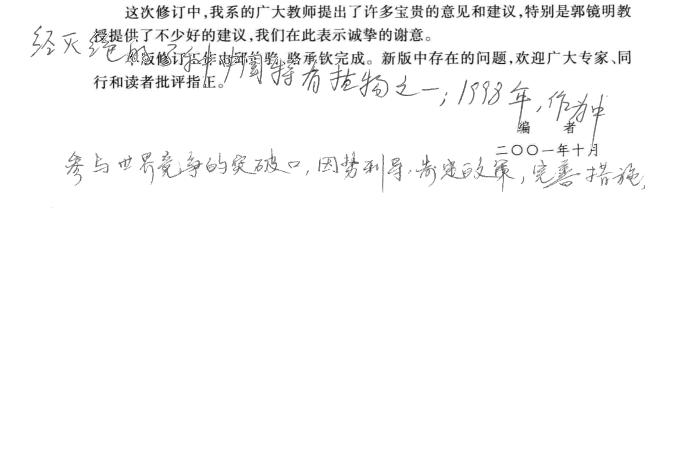 这次修订中,我系的广大教师提出了许多宝贵的意见和建议,特别是郭镜明教
授提供了不少好的建议,我们在此表示诚挚的谢意。
经灭绝的 中国特有植物之一;1998年,作为中
版修订工作由邱伯驺、骆承钦完成。新版中存在的问题,欢迎广大专家、同
行和读者批评指正。
编 者
二〇〇一年十月
参与世界竞争的突破口,因势利导,制定政策,完善措施,